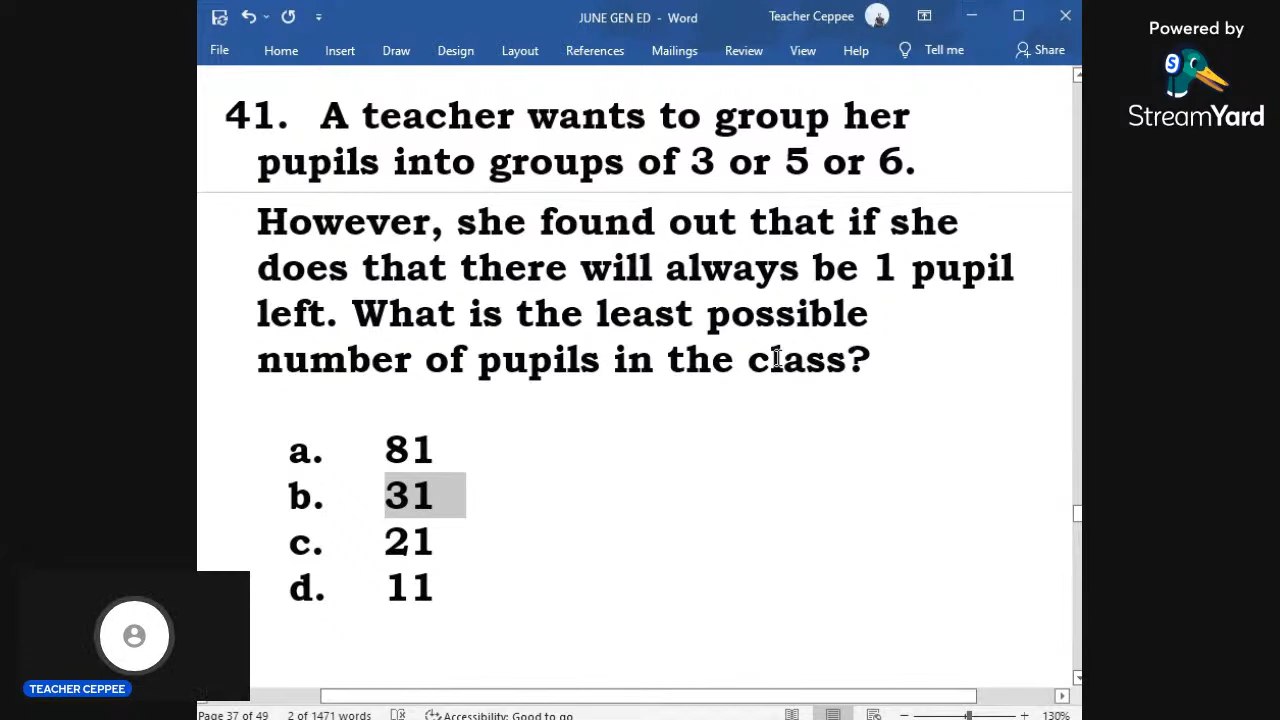 JUNE GEN ED - Word
Teacher Ceppee
File Home Insert Draw Design Layout References Mailings Review View Help Tell me Share
Powered by
S
StreamYard
41. A teacher wants to group her
pupils into groups of 3 or 5 or 6.
However, she found out that if she
does that there will always be 1 pupil
left. What is the least possible
number of pupils in the class?
a. 81
b. 31
c. 21
d. 11
TEACHER CEPPEE
Page 37 of 49 2 of 1471 words Accessibility: Good to go 130%